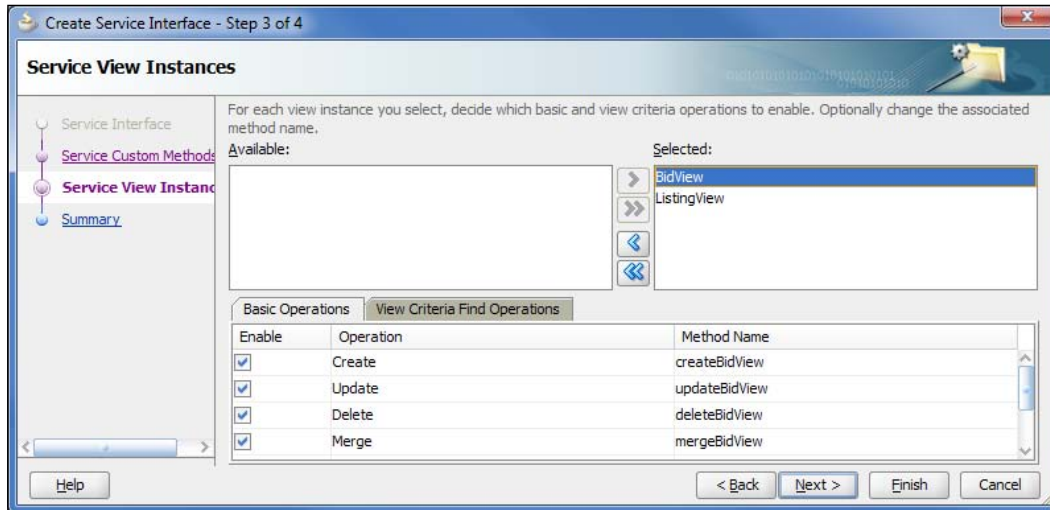 Create Service Interface - Step 3 of 4
Service View Instances
Service Interface
Service Custom Methods
Service View Instanc
Summary
For each view instance you select, decide which basic and view criteria operations to enable. Optionally change the associated
method name.
Available:
Selected:
BidView
ListingView
Basic Operations View Criteria Find Operations
Enable Operation Method Name
Create createBidView
Update updateBidView
Delete deleteBidView
Merge mergeBidView
Help < Back Next > Finish Cancel